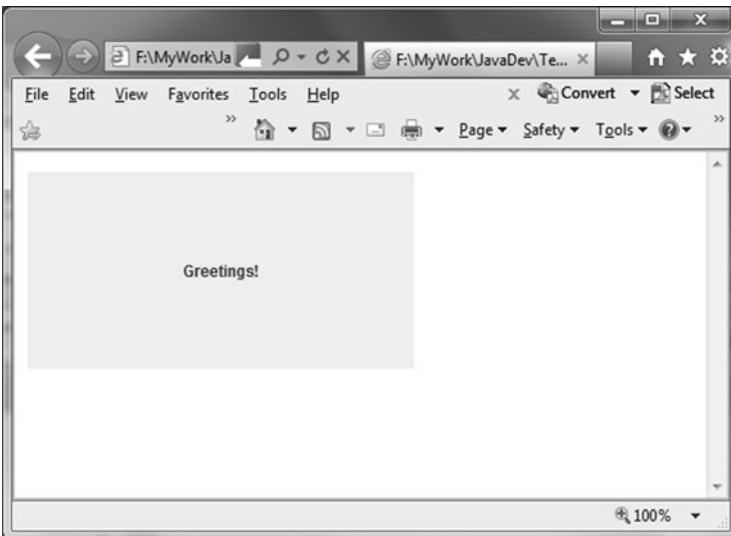 F:\MyWork\Ja
F:\MyWork\JavaDev\Te...
File Edit View Favorites Tools Help
x Convert Select
Page Safety Tools
Greetings!
100%